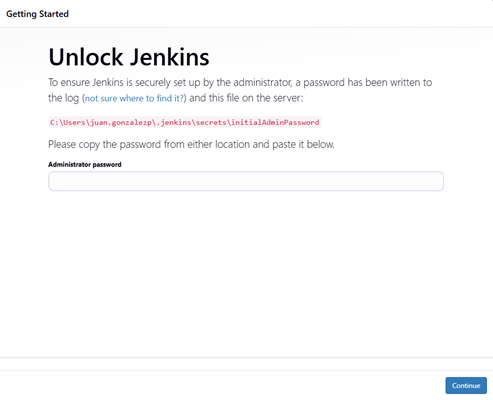 Getting Started
Unlock Jenkins
To ensure Jenkins is securely set up by the administrator, a password has been written to
the log (not sure where to find it?) and this file on the server:
C:\Users\juan.gonzalezp\.jenkins\secrets\initialAdminPassword
Please copy the password from either location and paste it below.
Administrator password
Continue